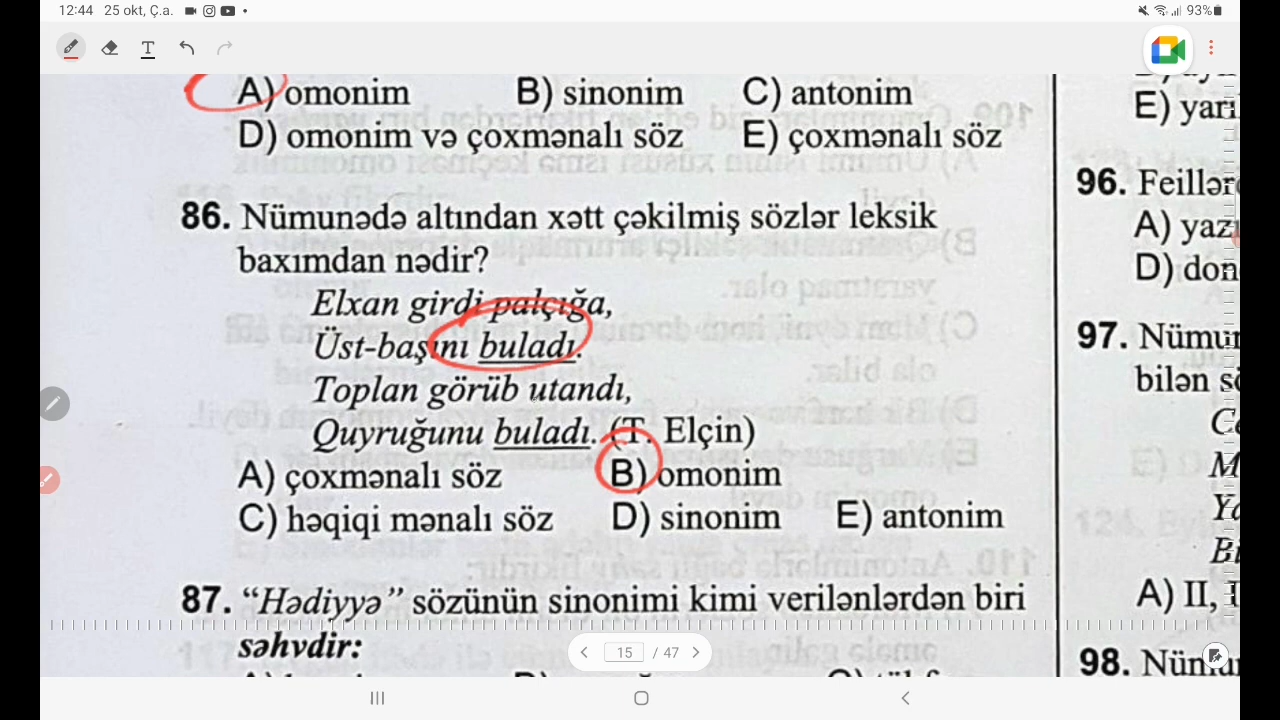 12:44 25 okt, Ç.a. 93%
T
A) omonim B) sinonim C) antonim
D) omonim və çoxmənalı söz E) çoxmənalı söz
86. Nümunədə altından xətt çəkilmiş sözlər leksik
baxımdan nədir?
Elxan girdi palçığa,
Üst-başını buladı.
Toplan görüb utandı,
Quyruğunu buladı. (T. Elçin)
A) çoxmənalı söz B) omonim
C) həqiqi mənalı söz D) sinonim E) antonim
87. “Hədiyyə” sözünün sinonimi kimi verilənlərdən biri
səhvdir:
E) yarı
96. Feillər
A) yaz
D) don
97. Nümun
bilən s
A) II, I
98. Nümu
15 / 47